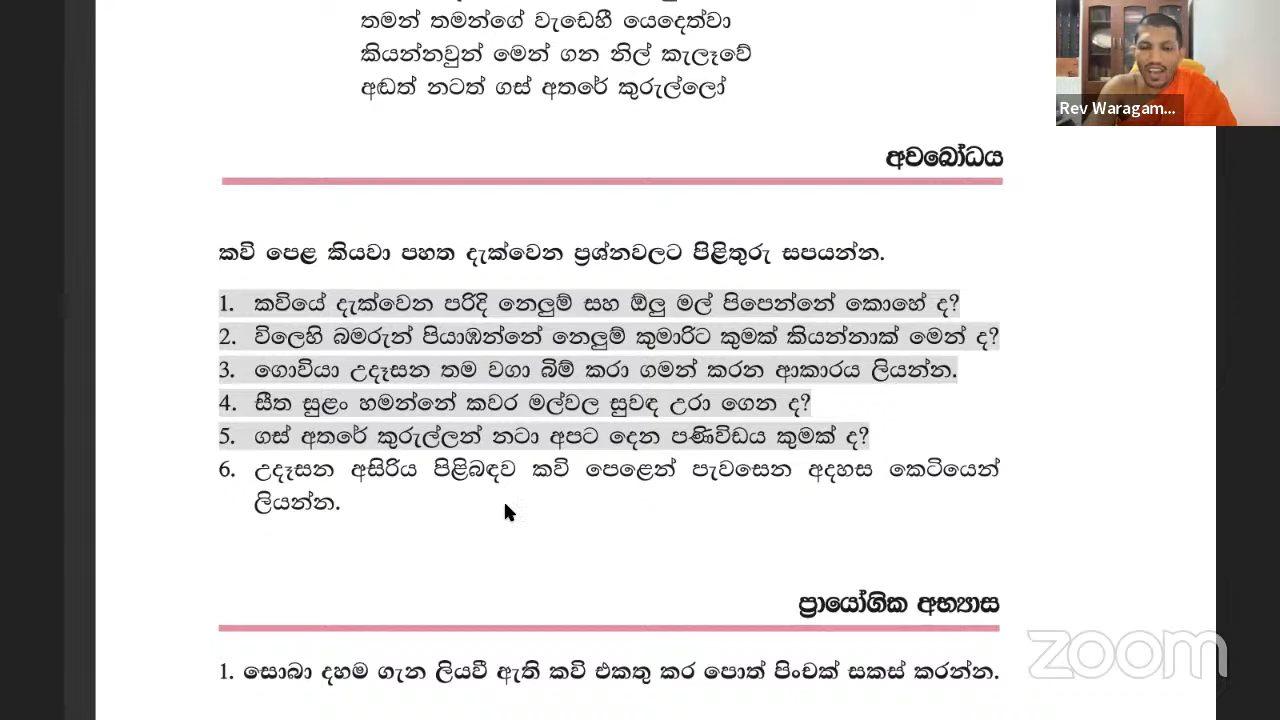 තමන් තමන්ගේ වැඩෙහී යෙදෙත්වා
කියන්නවුන් මෙන් ගන නිල් කැලෑවේ
අඬත් නටත් ගස් අතරේ කුරුල්ලෝ
Rev Waragam...
අවබෝධය
කවි පෙළ කියවා පහත දැක්වෙන ප්‍රශ්නවලට පිළිතුරු සපයන්න.
1. කවියේ දැක්වෙන පරිදි නෙලුම් සහ ඕලු මල් පිපෙන්නේ කොහේ ද?
2. විලෙහි බමරුන් පියාඹන්නේ නෙලුම් කුමාරිට කුමක් කියන්නාක් මෙන් ද?
3. ගොවියා උදෑසන තම වගා බිම් කරා ගමන් කරන ආකාරය ලියන්න.
4. සීත සුළං හමන්නේ කවර මල්වල සුවඳ උරා ගෙන ද?
5. ගස් අතරේ කුරුල්ලන් නටා අපට දෙන පණිවිඩය කුමක් ද?
6. උදෑසන අසිරිය පිළිබඳව කවි පෙළෙන් පැවසෙන අදහස කෙටියෙන්
ලියන්න.
ප්‍රායෝගික අභ්‍යාස
zoom
1. සොබා දහම ගැන ලියවී ඇති කවි එකතු කර පොත් පිංචක් සකස් කරන්න.